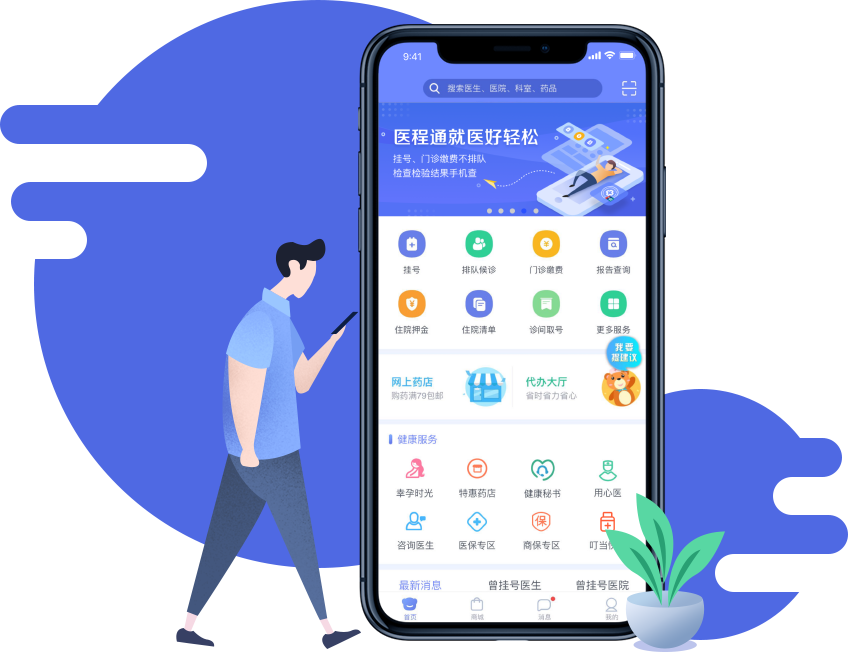 9:41
搜索医生、医院、科室、药品
医程通就医好轻松
挂号、门诊缴费不排队
检查检验结果手机查
挂号 排队候诊 门诊缴费 报告查询
住院押金 住院清单 诊间取号 更多服务
我要
提建议
网上药店 代办大厅
购药满79包邮 省时省力省心
健康服务
幸孕时光 特惠药店 健康秘书 用心医
保
咨询医生 医保专区 商保专区 叮当
最新消息 曾挂号医生 曾挂号医院
首页 商城 消息 我的